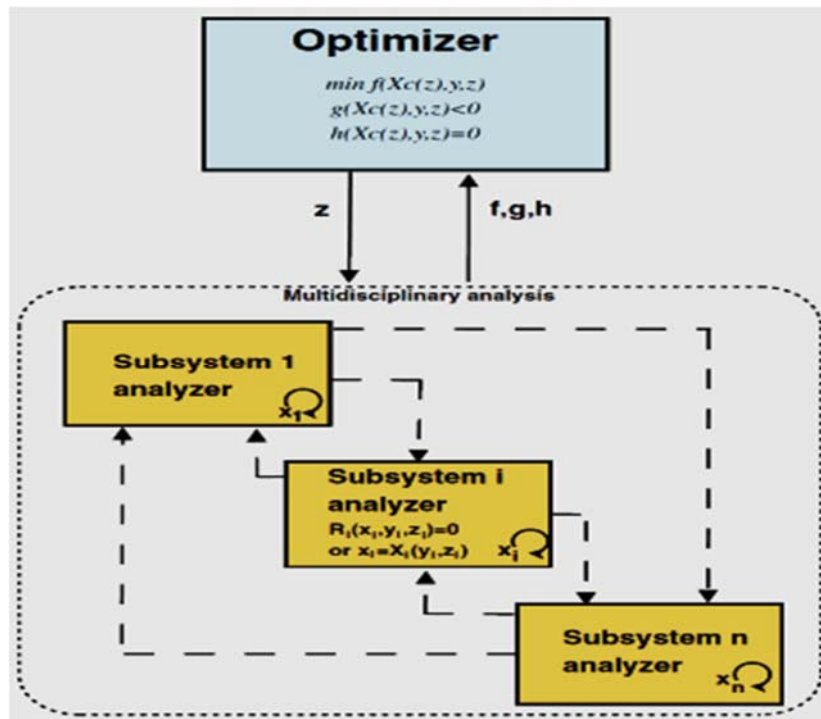 Optimizer
min f(Xc(z),y,z)
g(Xc(z),y,z)<0
h(Xc(z),y,z)=0
z
f,g,h
Multidisciplinary analysis
Subsystem 1
analyzer
x₁
Subsystem i
analyzer
Rᵢ(xᵢ,yᵢ,zᵢ)=0
or xᵢ=Xᵢ(yᵢ,zᵢ)
xᵢ
Subsystem n
analyzer
xₙ